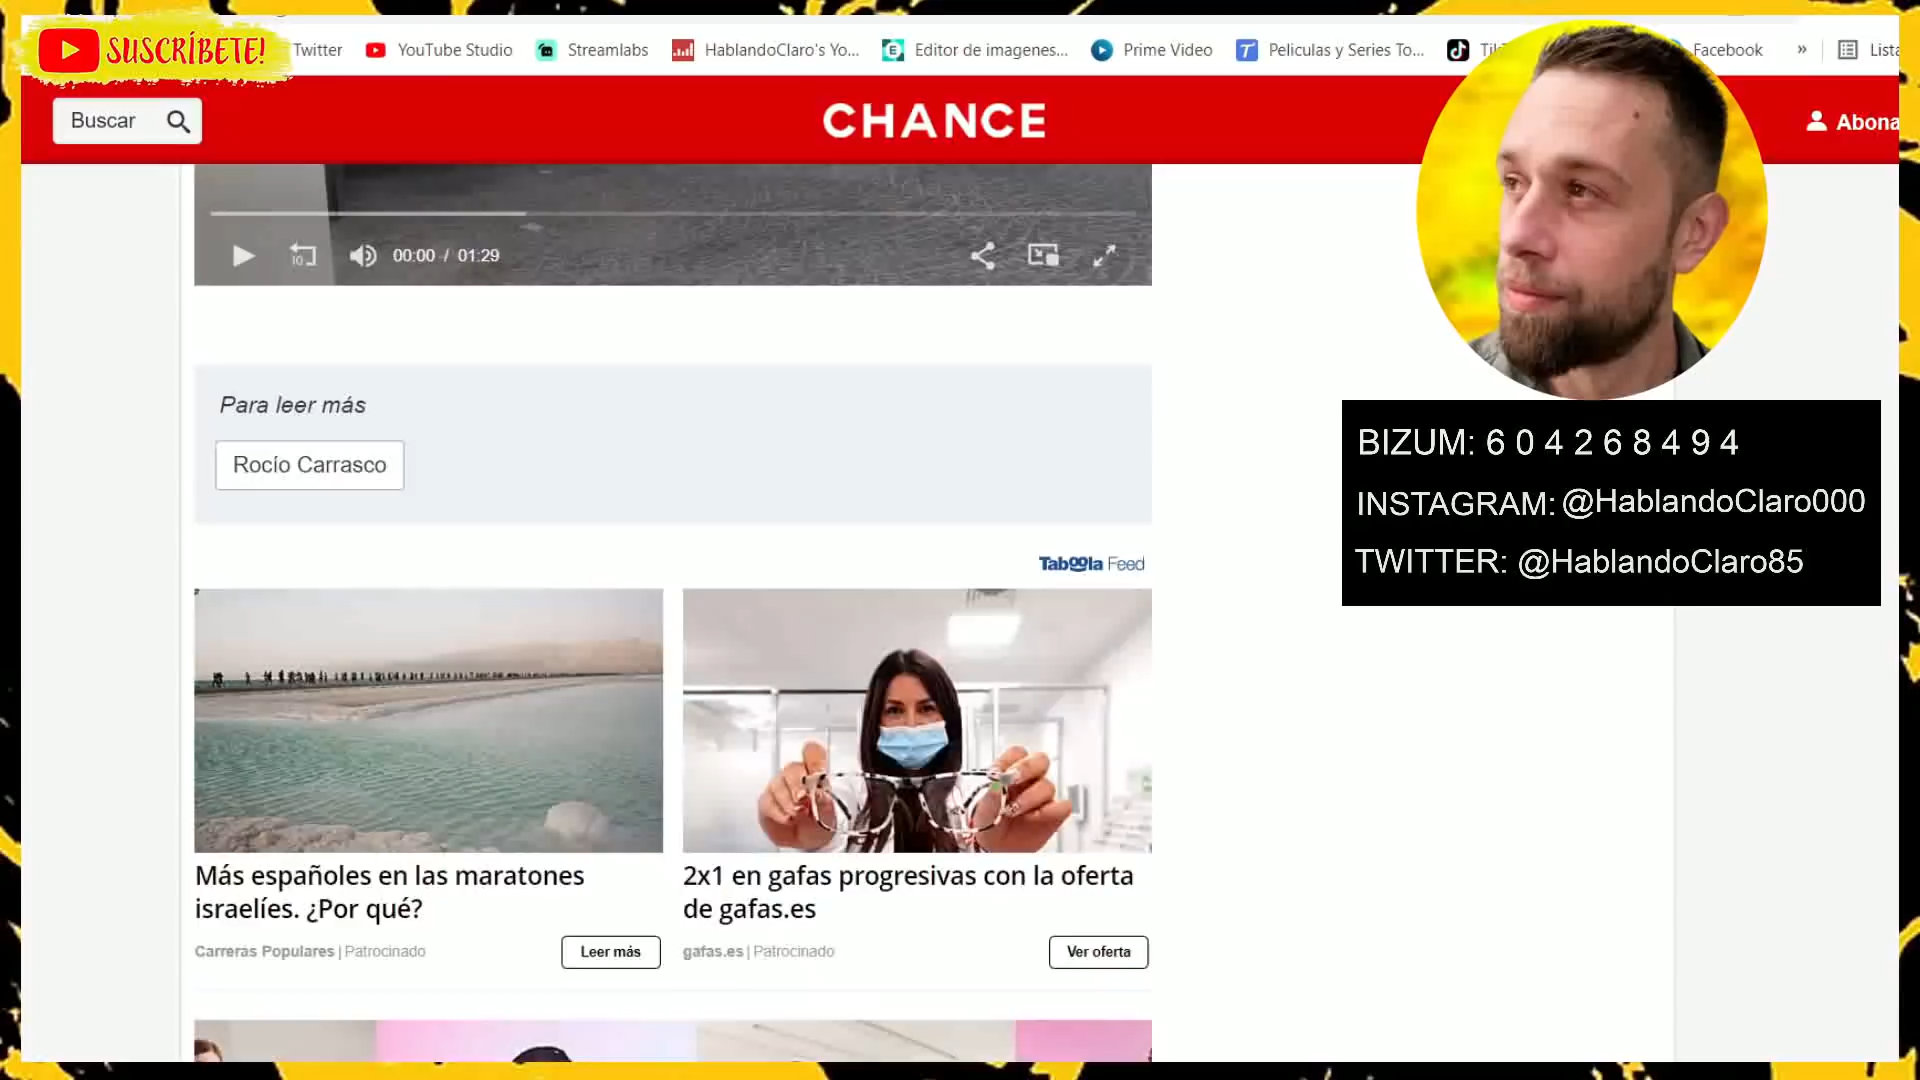 SUSCRÍBETE!
Twitter
YouTube Studio
Streamlabs
HablandoClaro's Yo...
Editor de imagenes...
Prime Video
Peliculas y Series To...
Facebook
»
Lista
Buscar
CHANCE
Abona
10
00:00 / 01:29
Para leer más
Rocío Carrasco
BIZUM: 6 0 4 2 6 8 4 9 4
INSTAGRAM: @HablandoClaro000
TWITTER: @HablandoClaro85
Taboola Feed
Más españoles en las maratones
israelíes. ¿Por qué?
Carreras Populares | Patrocinado
Leer más
2x1 en gafas progresivas con la oferta
de gafas.es
gafas.es | Patrocinado
Ver oferta